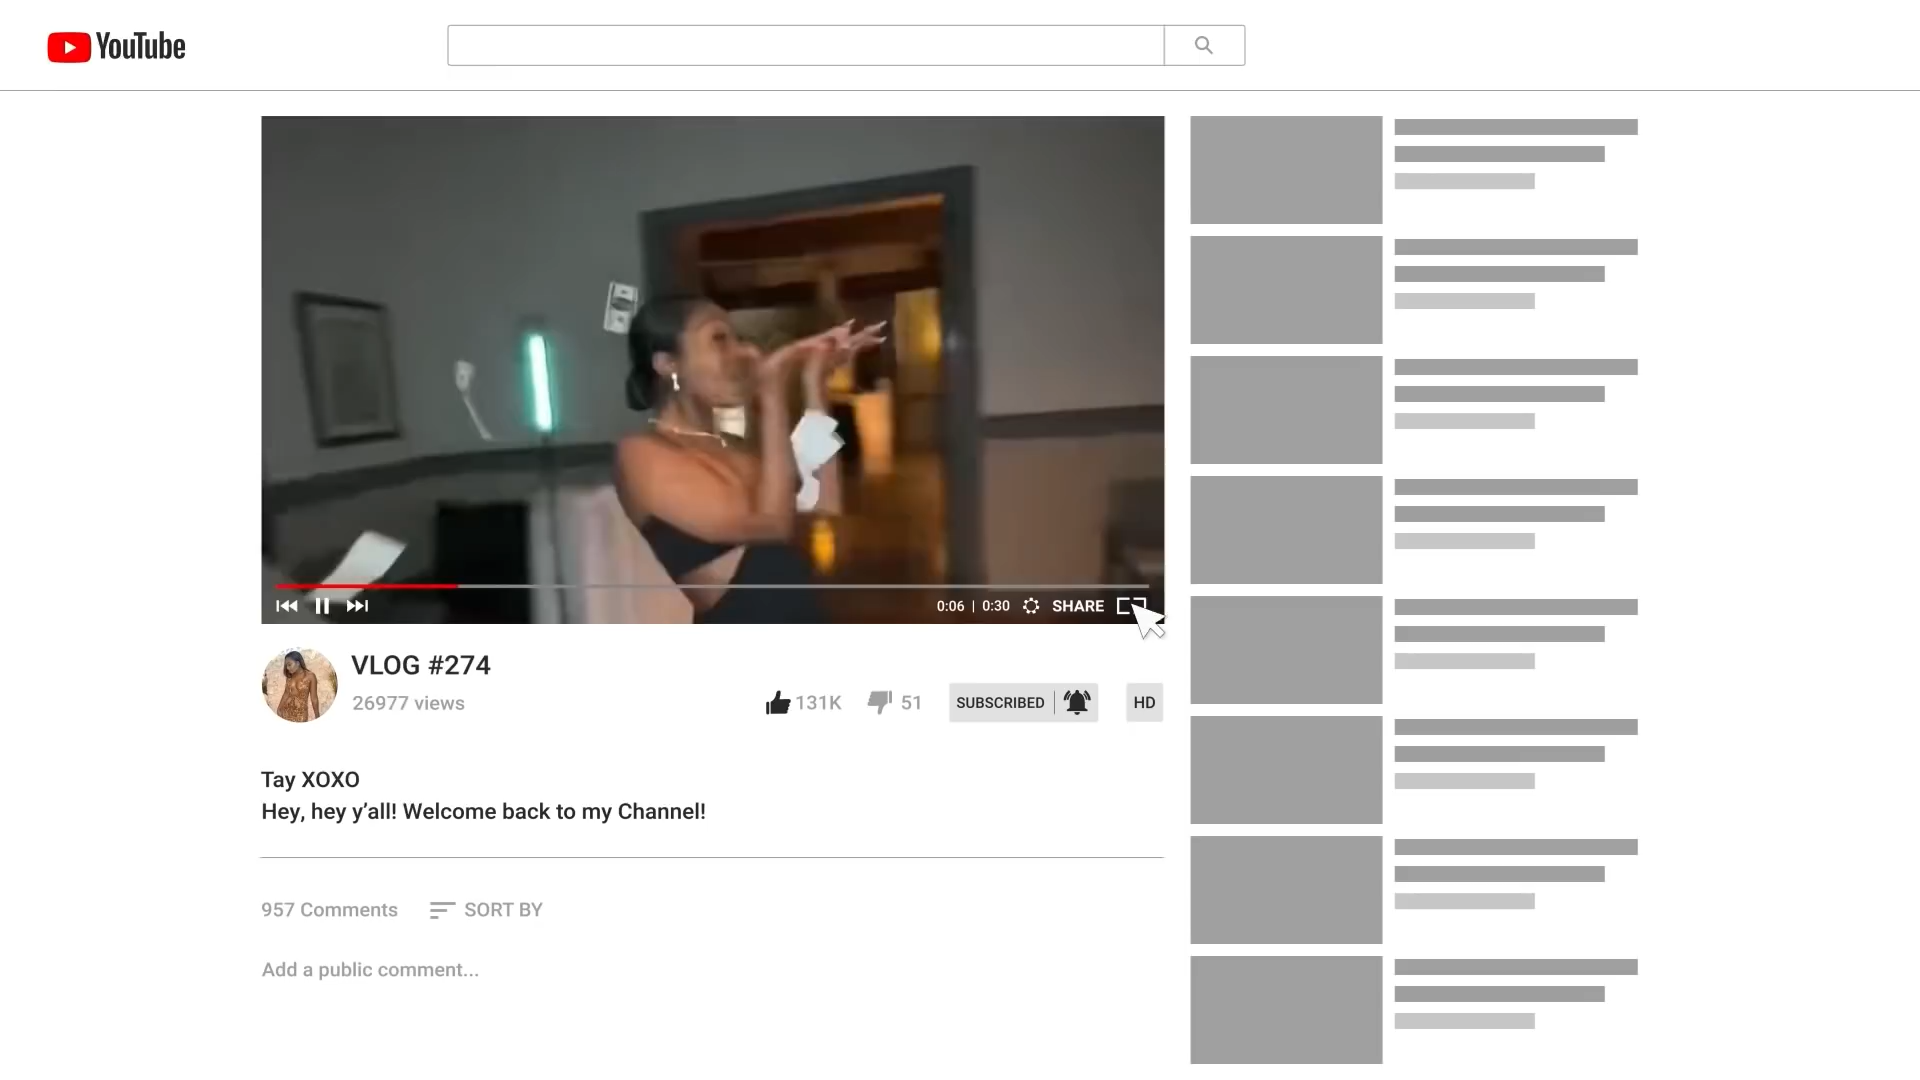 YouTube
0:06 | 0:30 SHARE
VLOG #274
26977 views
131K 51 SUBSCRIBED HD
Tay XOXO
Hey, hey y’all! Welcome back to my Channel!
957 Comments SORT BY
Add a public comment...